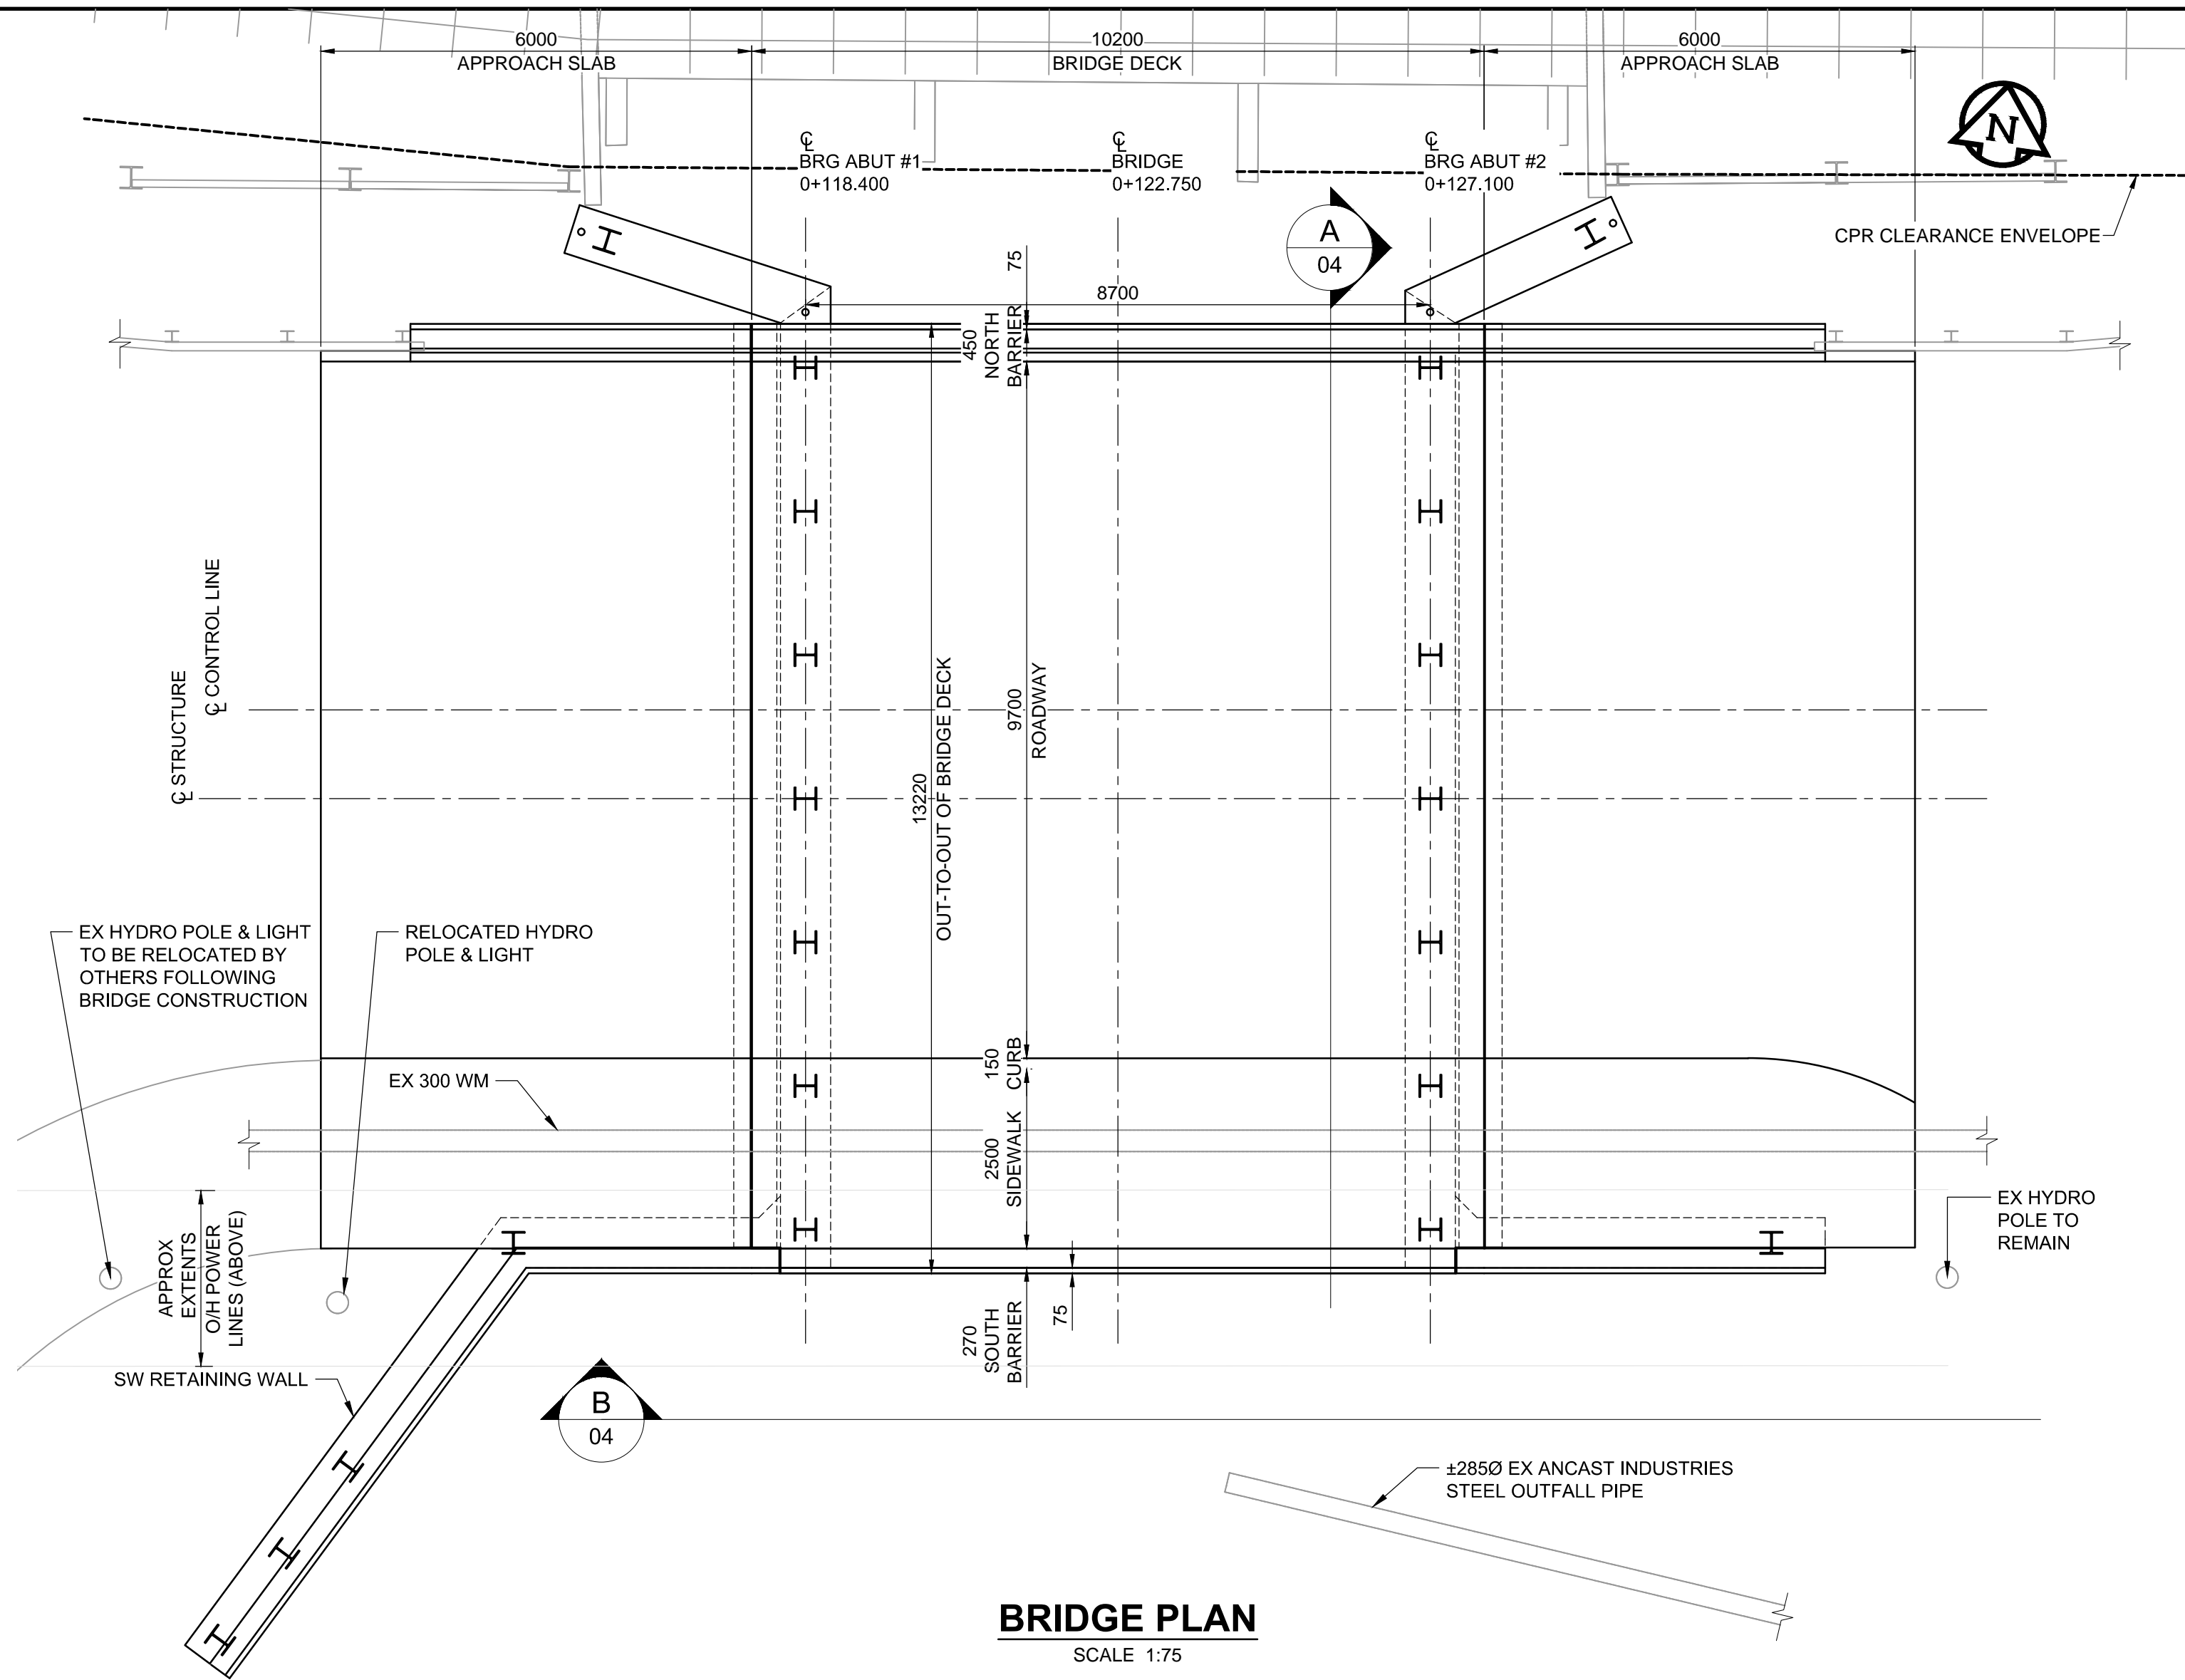 6000
APPROACH SLAB
10200
BRIDGE DECK
6000
APPROACH SLAB
℄
BRG ABUT #1
0+118.400
℄
BRIDGE
0+122.750
℄
BRG ABUT #2
0+127.100
N
CPR CLEARANCE ENVELOPE
A
04
75
8700
450
NORTH
BARRIER
℄ STRUCTURE
℄ CONTROL LINE
13220
OUT-TO-OUT OF BRIDGE DECK
9700
ROADWAY
EX HYDRO POLE & LIGHT
TO BE RELOCATED BY
OTHERS FOLLOWING
BRIDGE CONSTRUCTION
RELOCATED HYDRO
POLE & LIGHT
EX 300 WM
150
CURB
2500
SIDEWALK
APPROX
EXTENTS
O/H POWER
LINES (ABOVE)
EX HYDRO
POLE TO
REMAIN
270
SOUTH
BARRIER
75
SW RETAINING WALL
B
04
±285Ø EX ANCAST INDUSTRIES
STEEL OUTFALL PIPE
BRIDGE PLAN
SCALE 1:75